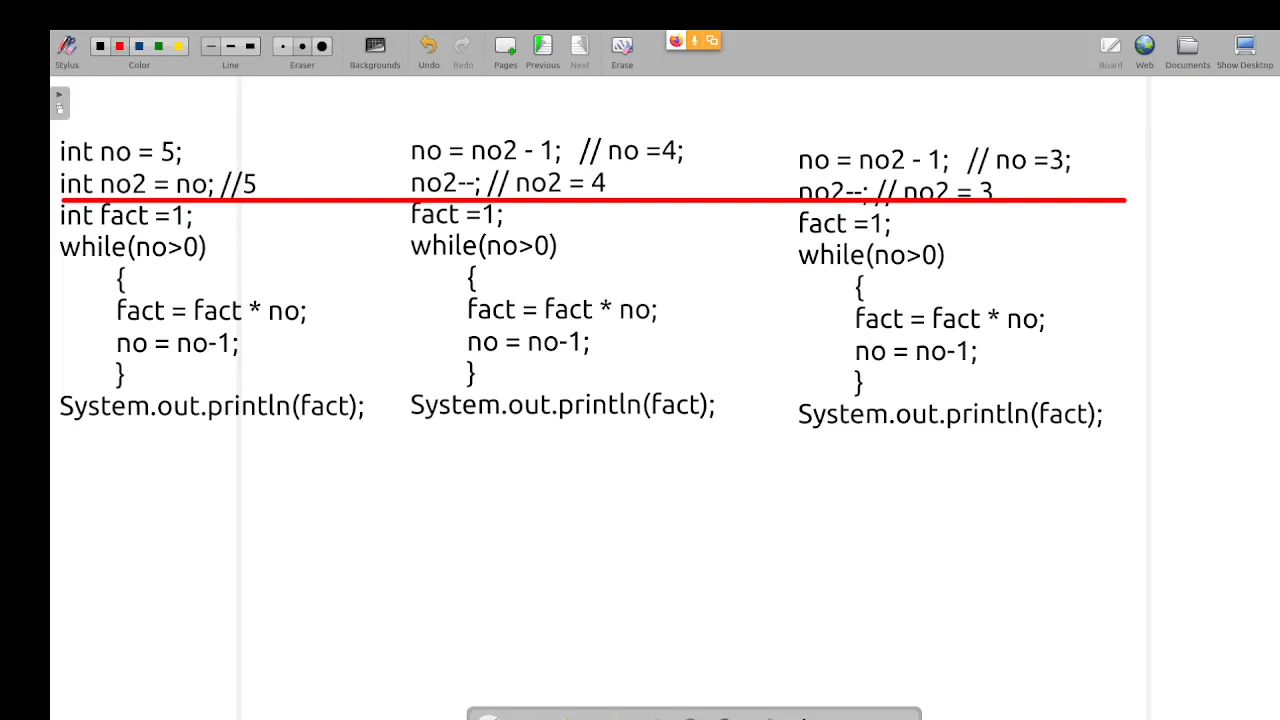 Stylus
Color
Line
Eraser
Backgrounds
Undo
Redo
Pages
Previous
Next
Erase
Board
Web
Documents
Show Desktop
int no = 5;
int no2 = no; //5
int fact =1;
while(no>0)
{
fact = fact * no;
no = no-1;
}
System.out.println(fact);
no = no2 - 1; // no =4;
no2--; // no2 = 4
fact =1;
while(no>0)
{
fact = fact * no;
no = no-1;
}
System.out.println(fact);
no = no2 - 1; // no =3;
no2--; // no2 = 3
fact =1;
while(no>0)
{
fact = fact * no;
no = no-1;
}
System.out.println(fact);